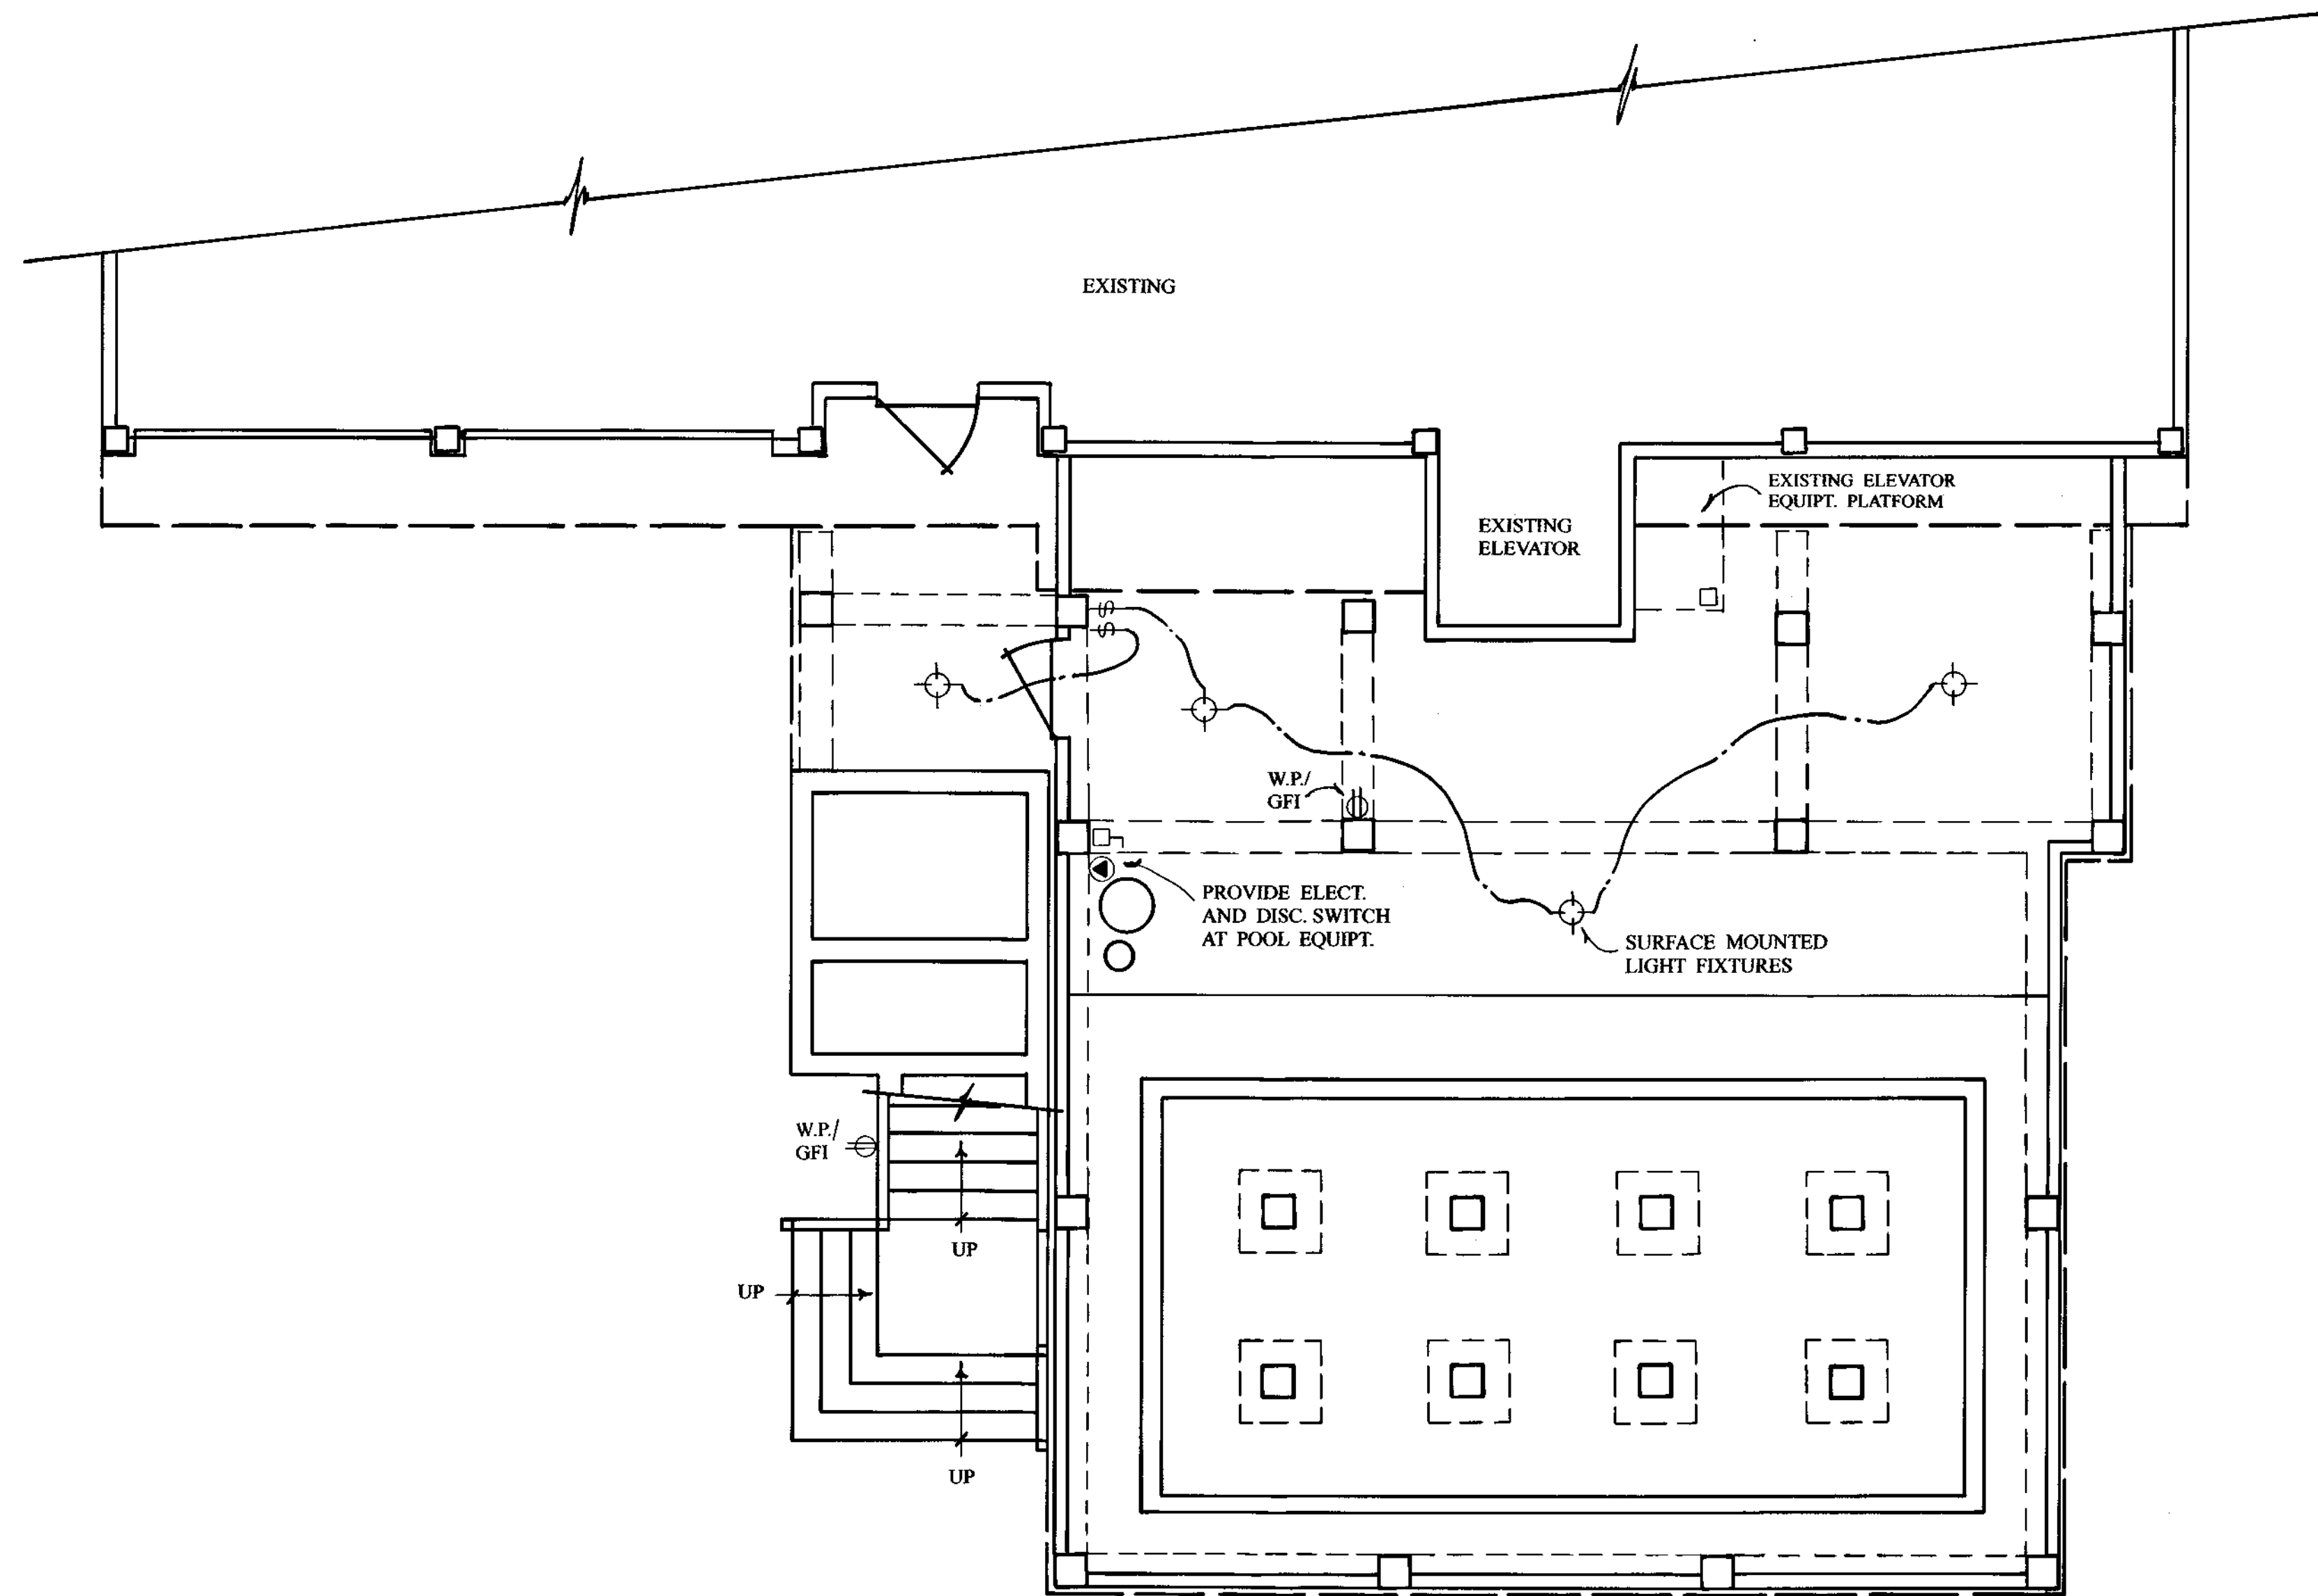 EXISTING
EXISTING ELEVATOR
EQUIPT. PLATFORM
EXISTING
ELEVATOR
S
S
W.P./
GFI
PROVIDE ELECT.
AND DISC. SWITCH
AT POOL EQUIPT.
SURFACE MOUNTED
LIGHT FIXTURES
W.P./
GFI
UP
UP
UP